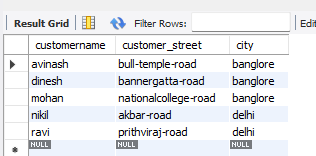 Result Grid Filter Rows: Edit
customername customer_street city
avinash bull-temple-road banglore
dinesh bannergatta-road banglore
mohan nationalcollege-road banglore
nikil akbar-road delhi
ravi prithviraj-road delhi
NULL NULL NULL